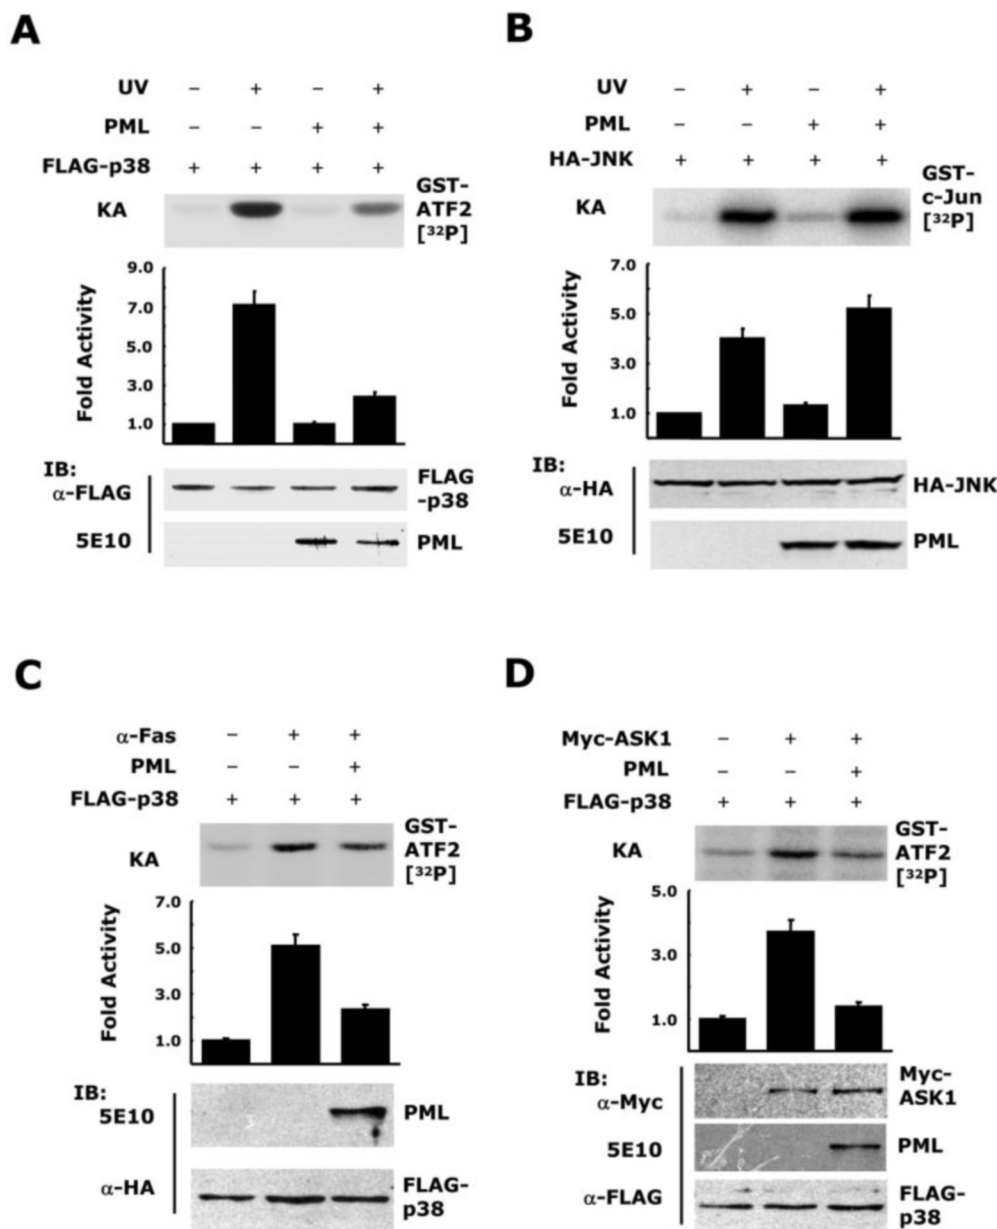 A
UV – + – +
PML – – + +
FLAG-p38 + + + +
KA
GST-
ATF2
[³²P]
Fold Activity
9.0
7.0
5.0
3.0
1.0
IB:
α-FLAG
FLAG
-p38
5E10
PML
B
UV – + – +
PML – – + +
HA-JNK + + + +
KA
GST-
c-Jun
[³²P]
Fold Activity
7.0
5.0
3.0
1.0
IB:
α-HA
HA-JNK
5E10
PML
C
α-Fas – + +
PML – – +
FLAG-p38 + + +
KA
GST-
ATF2
[³²P]
Fold Activity
7.0
5.0
3.0
1.0
IB:
5E10
PML
α-HA
FLAG-
p38
D
Myc-ASK1 – + +
PML – – +
FLAG-p38 + + +
KA
GST-
ATF2
[³²P]
Fold Activity
5.0
3.0
1.0
IB:
α-Myc
Myc-
ASK1
5E10
PML
α-FLAG
FLAG-
p38